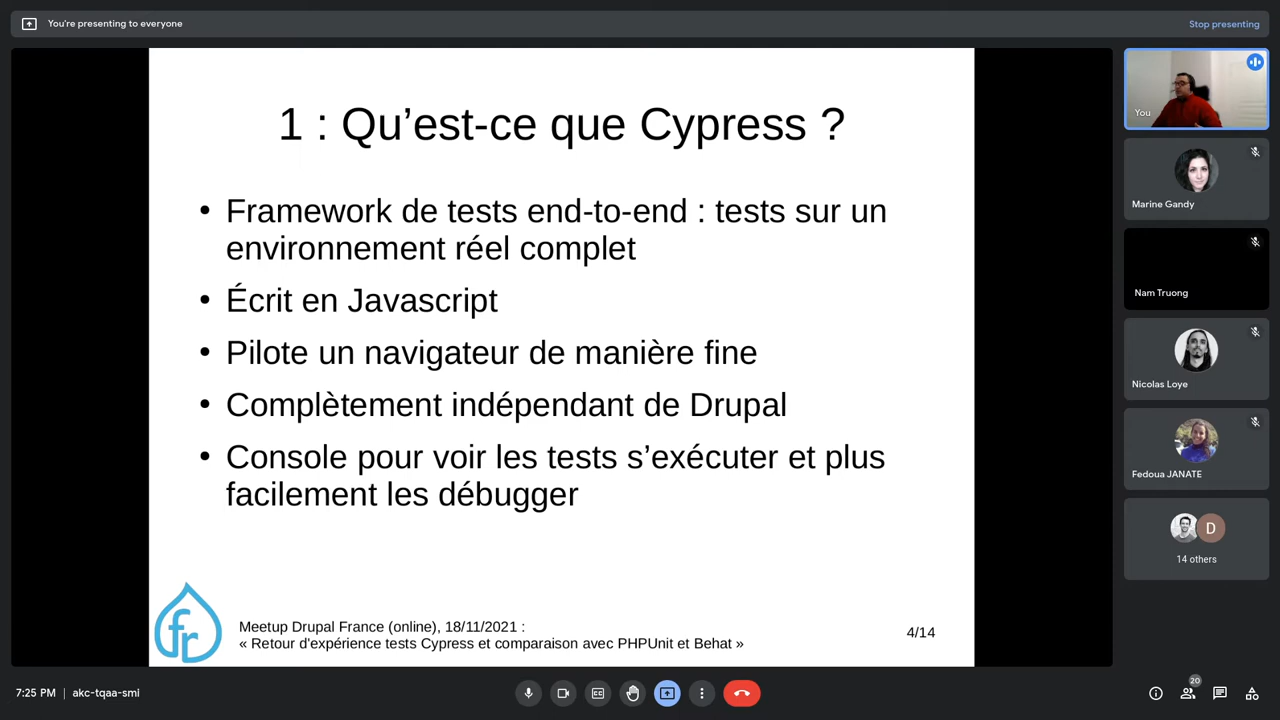 You're presenting to everyone
Stop presenting
1 : Qu’est-ce que Cypress ?
• Framework de tests end-to-end : tests sur un
environnement réel complet
• Écrit en Javascript
• Pilote un navigateur de manière fine
• Complètement indépendant de Drupal
• Console pour voir les tests s’exécuter et plus
facilement les débugger
fr
Meetup Drupal France (online), 18/11/2021 :
« Retour d'expérience tests Cypress et comparaison avec PHPUnit et Behat »
4/14
You
Marine Gandy
Nam Truong
Nicolas Loye
Fedoua JANATE
D
14 others
7:25 PM | akc-tqaa-smi
CC
20